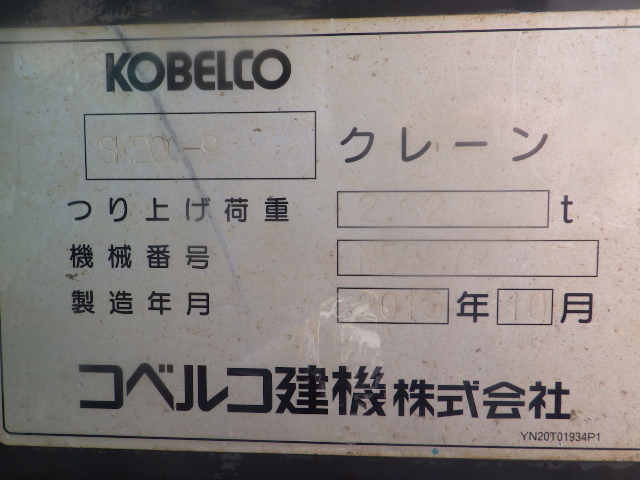 KOBELCO
SK200-9 クレーン
つり上げ荷重 t
機械番号
製造年月 年 10 月
コベルコ建機株式会社
YN20T01934P1